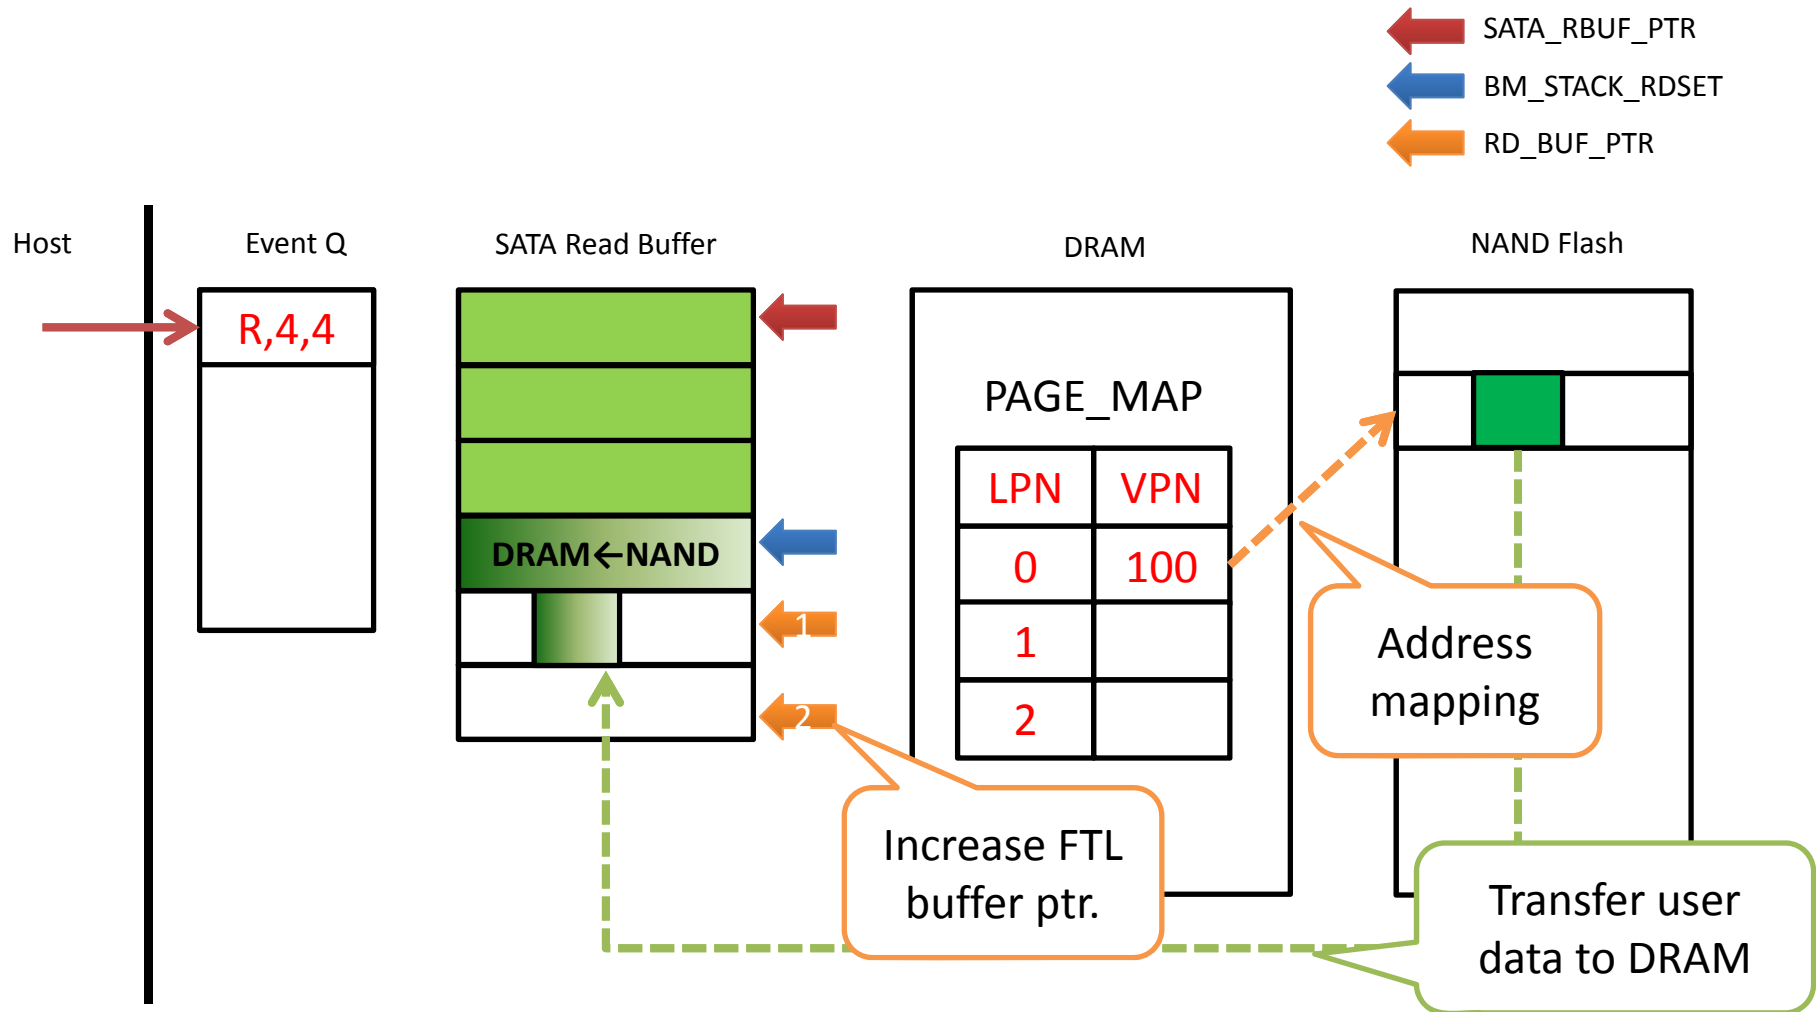 SATA_RBUF_PTR
BM_STACK_RDSET
RD_BUF_PTR
Host
Event Q
SATA Read Buffer
DRAM
NAND Flash
R,4,4
PAGE_MAP
LPN VPN
DRAM←NAND
0 100
1
1
2
2
Address
mapping
Increase FTL
buffer ptr.
Transfer user
data to DRAM